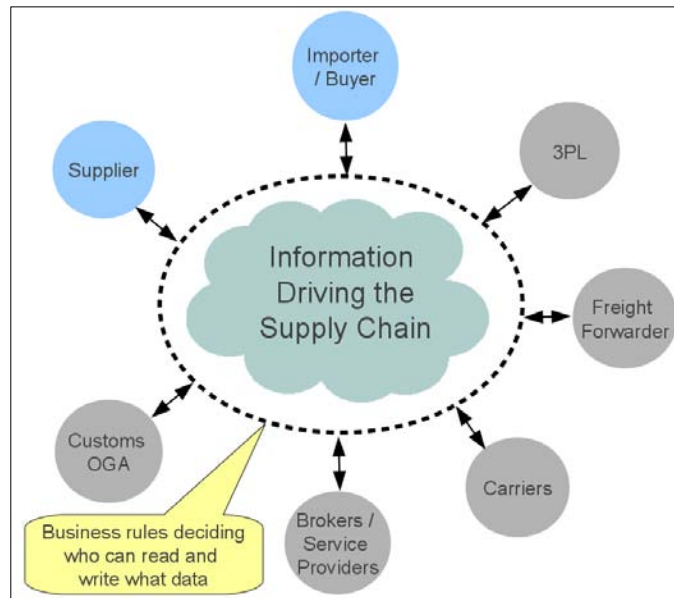 Importer
/ Buyer
3PL
Supplier
Information
Driving the
Supply Chain
Freight
Forwarder
Customs
OGA
Carriers
Brokers /
Service
Providers
Business rules deciding
who can read and
write what data